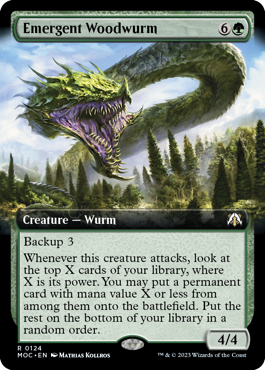 Emergent Woodwurm 6
Creature — Wurm
Backup 3
Whenever this creature attacks, look at
the top X cards of your library, where
X is its power. You may put a permanent
card with mana value X or less from
among them onto the battlefield. Put the
rest on the bottom of your library in a
random order.
4/4
R 0124
MOC • EN MATHIAS KOLLROS
™ & © 2023 Wizards of the Coast